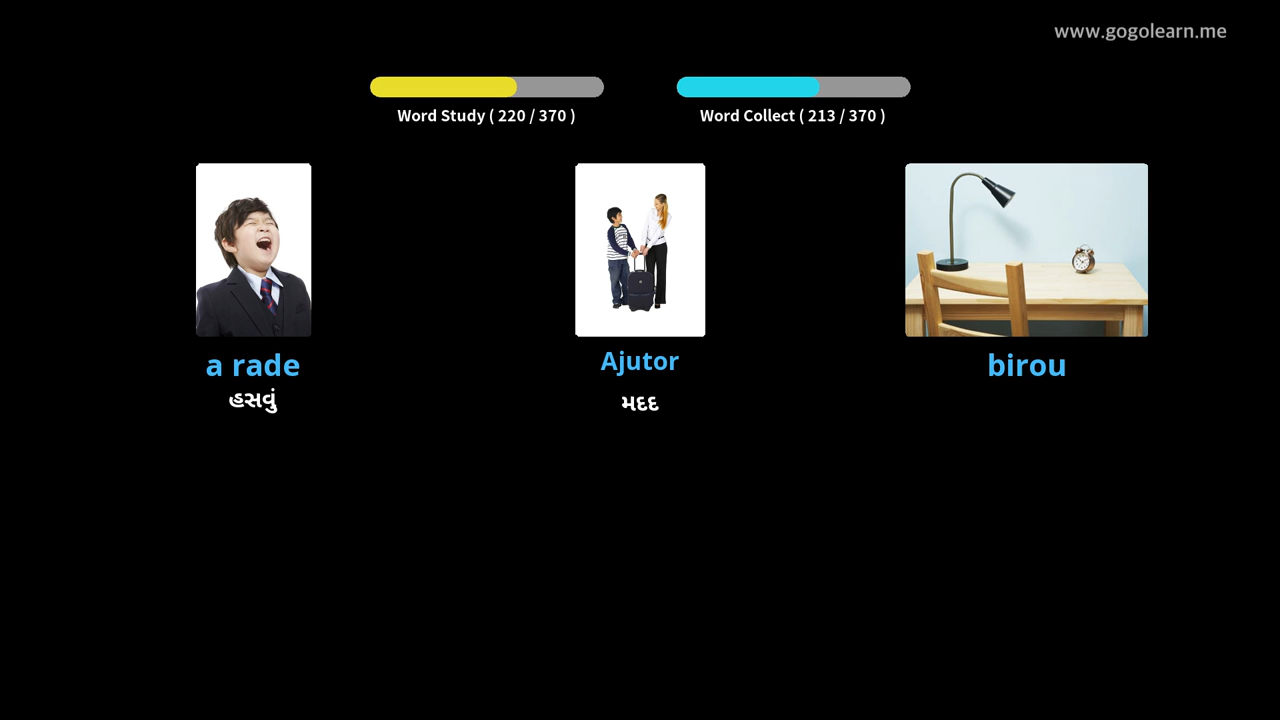 www.gogolearn.me
Word Study ( 220 / 370 )
Word Collect ( 213 / 370 )
a rade
હસવું
Ajutor
મદદ
birou